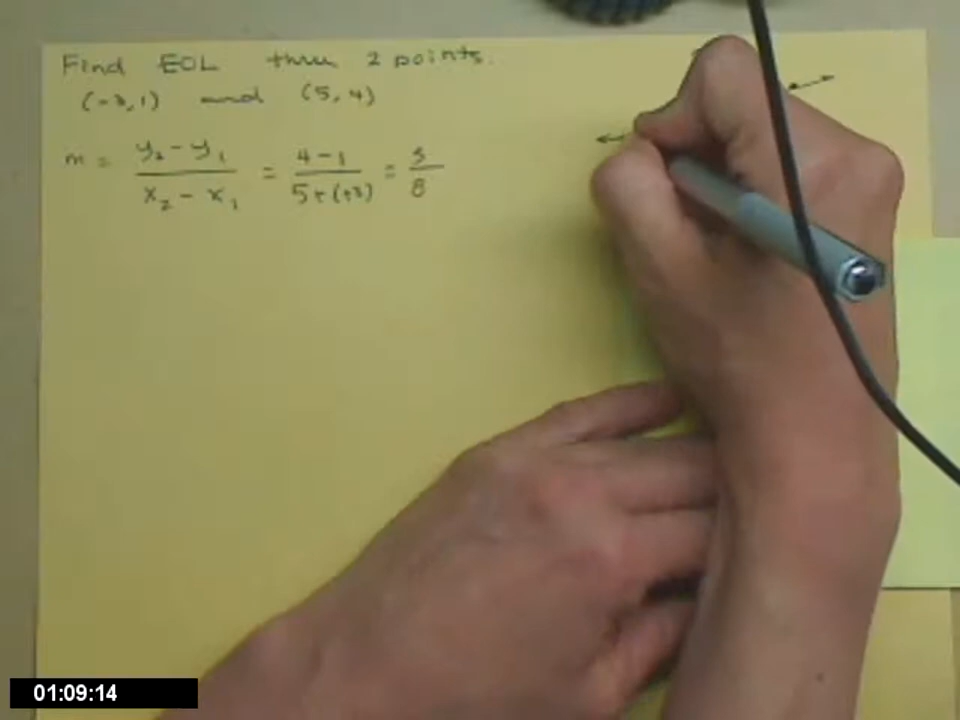 Find EOL thru 2 points.
(-3,1) and (5,4)
m = y₂ - y₁ / x₂ - x₁ = 4-1 / 5+(+3) = 3/8
01:09:14